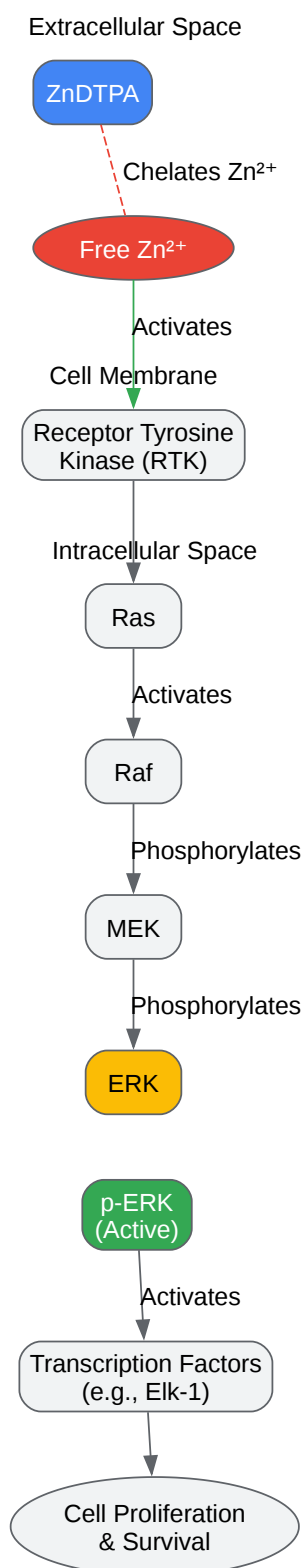 Extracellular Space
ZnDTPA
Chelates Zn²⁺
Free Zn²⁺
Activates
Cell Membrane
Receptor Tyrosine
Kinase (RTK)
Intracellular Space
Ras
Activates
Raf
Phosphorylates
MEK
Phosphorylates
ERK
p-ERK
(Active)
Activates
Transcription Factors
(e.g., Elk-1)
Cell Proliferation
& Survival